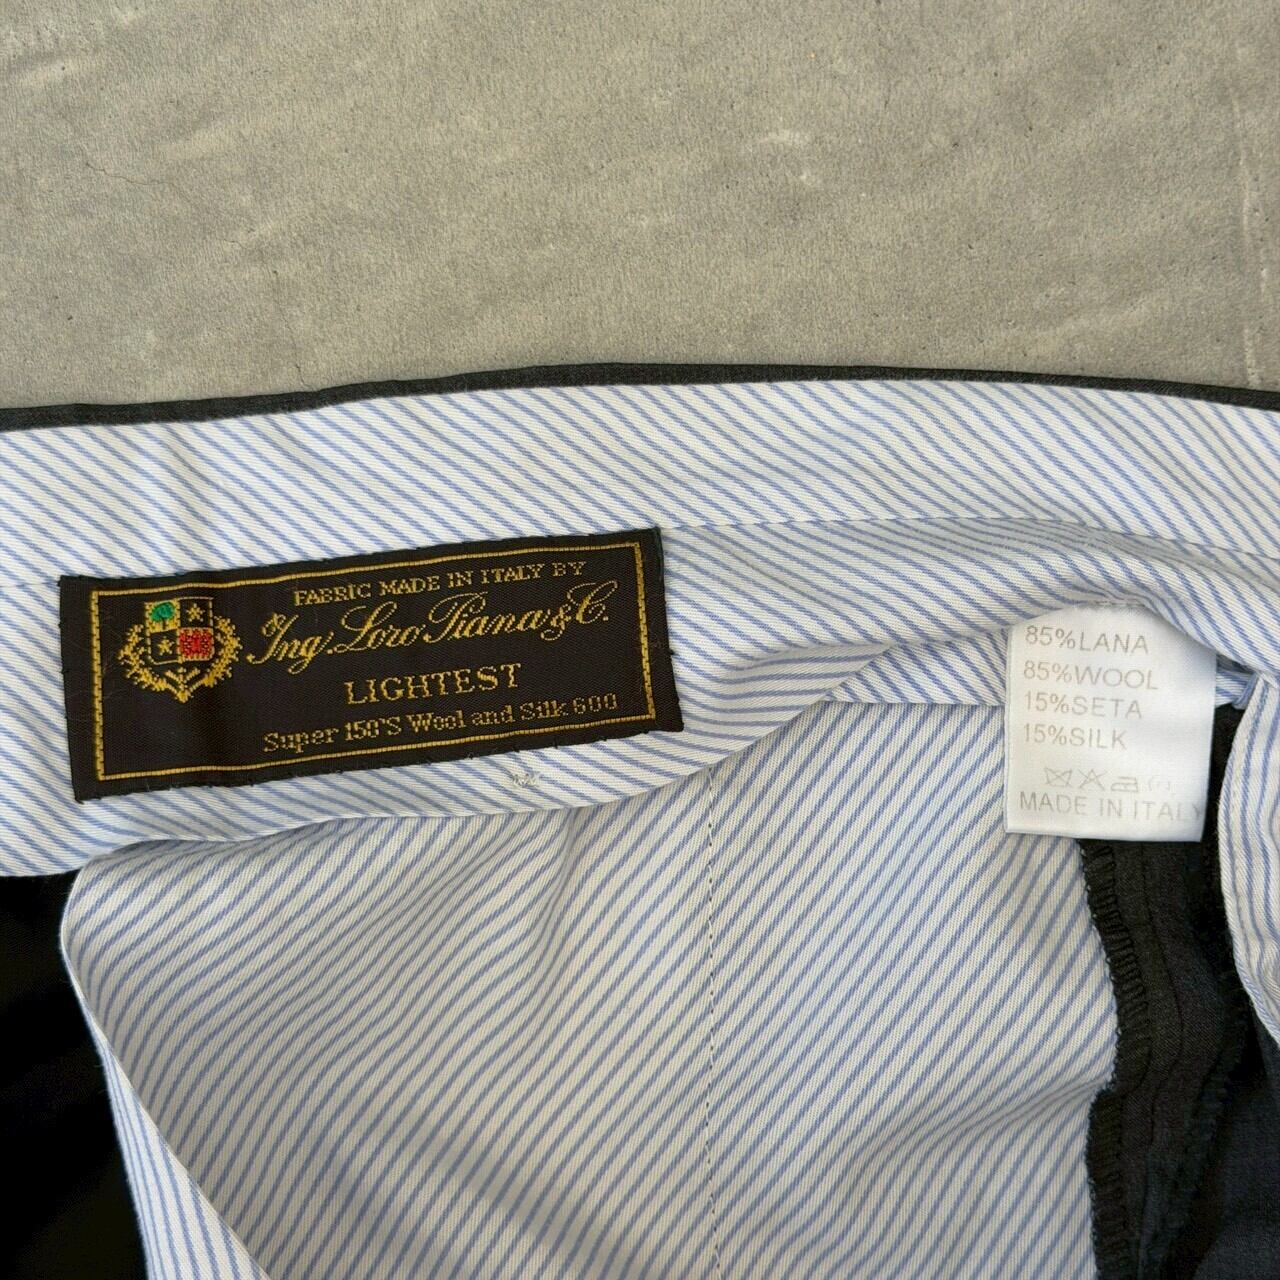 FABRIC MADE IN ITALY BY
Ing. Loro Piana & C.
LIGHTEST
Super 150'S Wool and Silk 600
85%LANA
85%WOOL
15%SETA
15%SILK
MADE IN ITALY